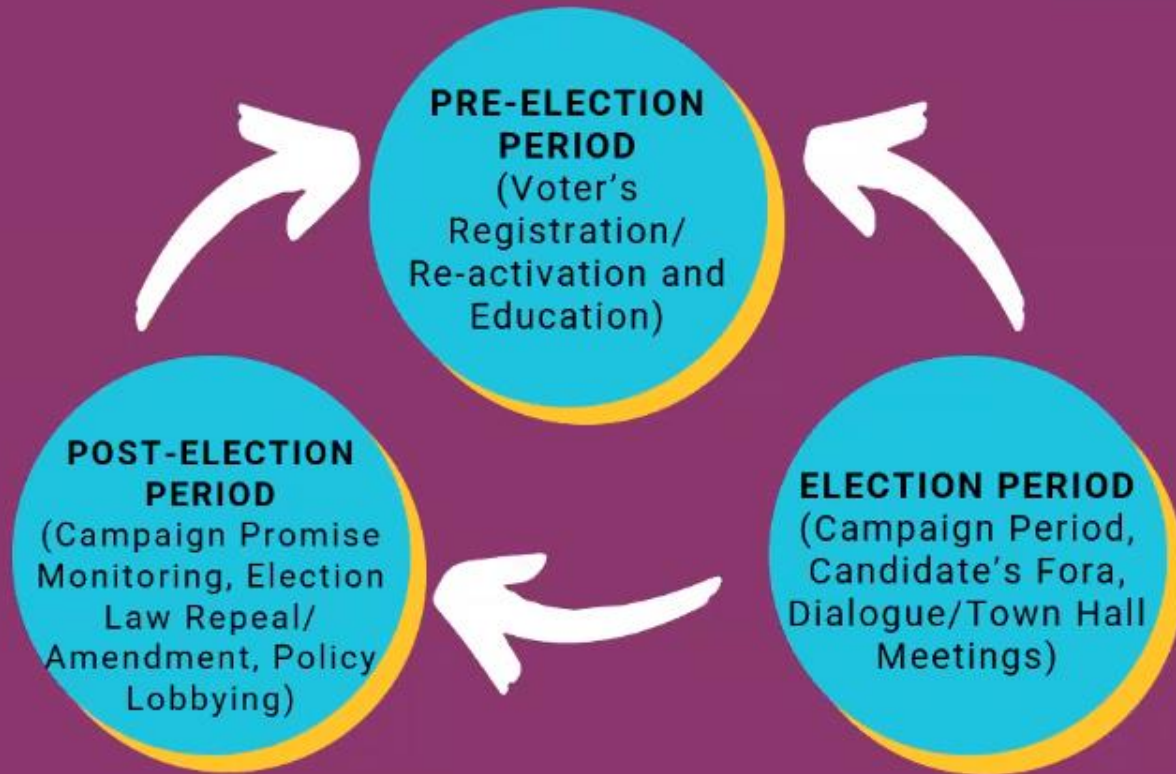 PRE-ELECTION
PERIOD
(Voter's
Registration/
Re-activation and
Education)
POST-ELECTION
PERIOD
(Campaign Promise
Monitoring, Election
Law Repeal/
Amendment, Policy
Lobbying)
ELECTION PERIOD
(Campaign Period,
Candidate's Fora,
Dialogue/Town Hall
Meetings)